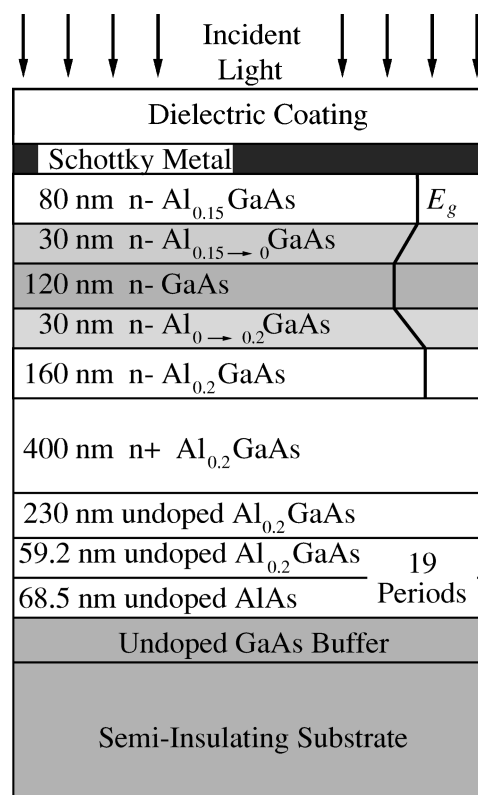 Incident
Light
Dielectric Coating
Schottky Metal
80 nm n- Al0.15GaAs
Eg
30 nm n- Al0.15→0GaAs
120 nm n- GaAs
30 nm n- Al0→0.2GaAs
160 nm n- Al0.2GaAs
400 nm n+ Al0.2GaAs
230 nm undoped Al0.2GaAs
59.2 nm undoped Al0.2GaAs
19
Periods
68.5 nm undoped AlAs
Undoped GaAs Buffer
Semi-Insulating Substrate